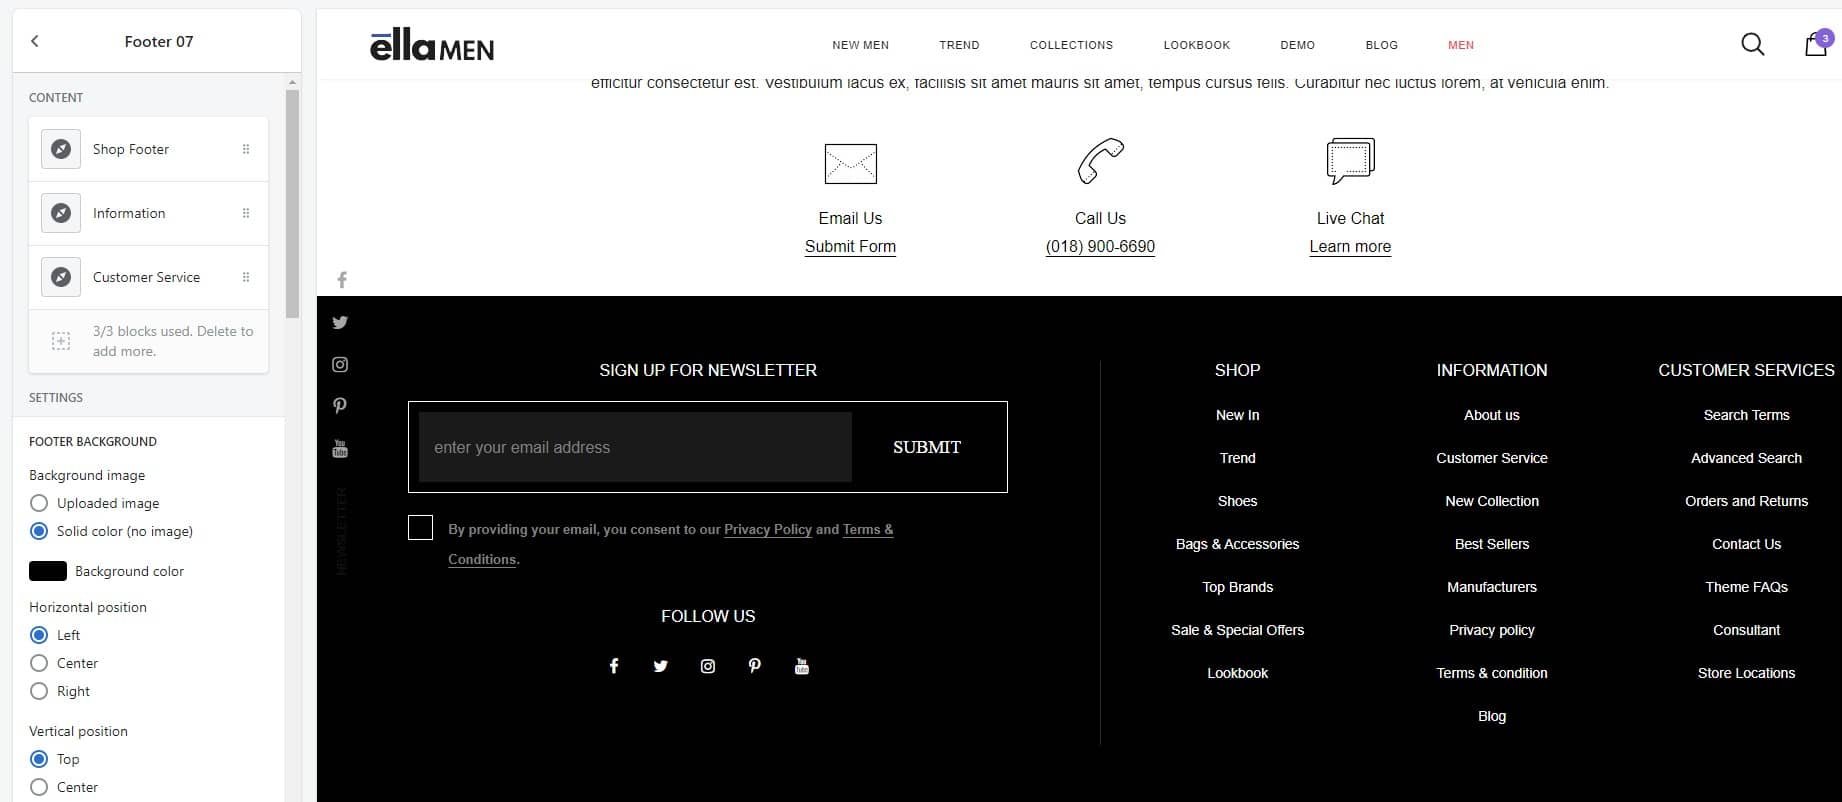 Footer 07
CONTENT
Shop Footer
Information
Customer Service
3/3 blocks used. Delete to
add more.
SETTINGS
FOOTER BACKGROUND
Background image
Uploaded image
Solid color (no image)
Background color
Horizontal position
Left
Center
Right
Vertical position
Top
Center
ēlla MEN
NEW MEN
TREND
COLLECTIONS
LOOKBOOK
DEMO
BLOG
MEN
3
efficitur consectetur est. Vestibulum lacus ex, facilisis sit amet mauris sit amet, tempus cursus felis. Curabitur nec luctus lorem, at vehicula enim.
Email Us
Submit Form
Call Us
(018) 900-6690
Live Chat
Learn more
NEWSLETTER
SIGN UP FOR NEWSLETTER
enter your email address
SUBMIT
By providing your email, you consent to our Privacy Policy and Terms &
Conditions.
FOLLOW US
You
Tube
SHOP
New In
Trend
Shoes
Bags & Accessories
Top Brands
Sale & Special Offers
Lookbook
INFORMATION
About us
Customer Service
New Collection
Best Sellers
Manufacturers
Privacy policy
Terms & condition
Blog
CUSTOMER SERVICES
Search Terms
Advanced Search
Orders and Returns
Contact Us
Theme FAQs
Consultant
Store Locations